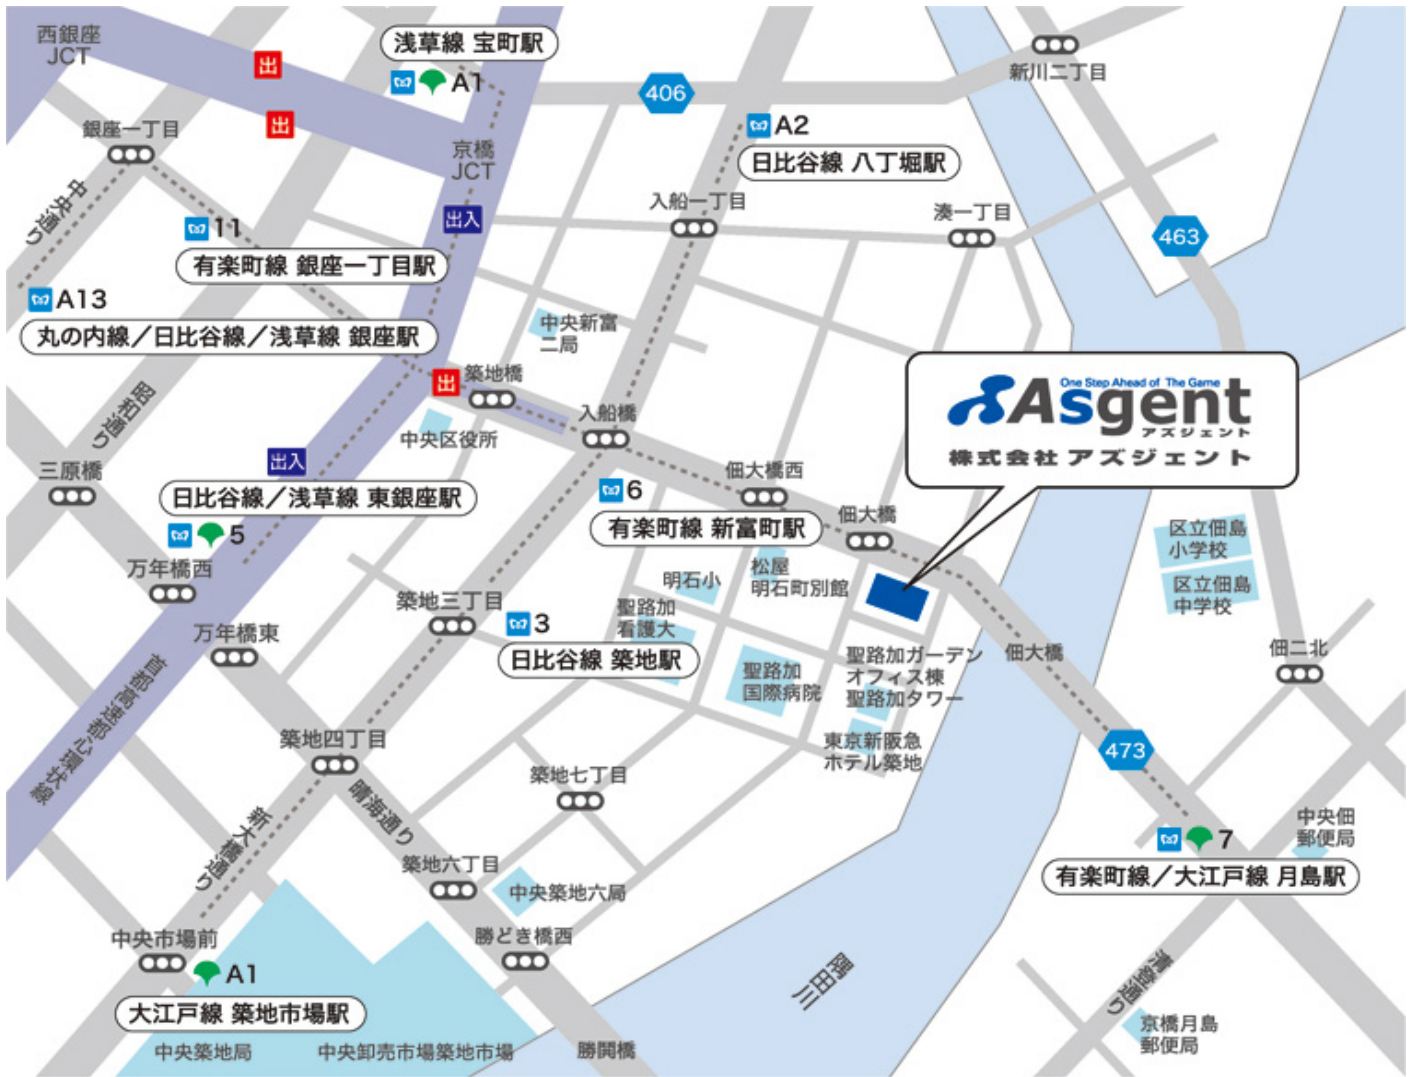 西銀座
JCT
出
浅草線 宝町駅
A1
406
新川二丁目
出
銀座一丁目
京橋
JCT
A2
日比谷線 八丁堀駅
中央通り
11
有楽町線 銀座一丁目駅
出入
入船一丁目
湊一丁目
463
A13
丸の内線／日比谷線／浅草線 銀座駅
中央新富
二局
昭和通り
出
築地橋
中央区役所
入船橋
One Step Ahead of The Game
Asgent
アズジェント
株式会社 アズジェント
三原橋
出入
日比谷線／浅草線 東銀座駅
5
6
有楽町線 新富町駅
佃大橋西
佃大橋
区立佃島
小学校
区立佃島
中学校
万年橋西
万年橋東
築地三丁目
3
日比谷線 築地駅
明石小
松屋
明石町別館
聖路加
看護大
聖路加
国際病院
聖路加ガーデン
オフィス棟
聖路加タワー
東京新阪急
ホテル築地
佃大橋
佃二北
首都高速都心環状線
築地四丁目
築地七丁目
473
新大橋通り
晴海通り
築地六丁目
中央築地六局
7
有楽町線／大江戸線 月島駅
中央佃
郵便局
中央市場前
A1
大江戸線 築地市場駅
勝どき橋西
隅田川
清澄通り
京橋月島
郵便局
中央築地局
中央卸売市場築地市場
勝鬨橋